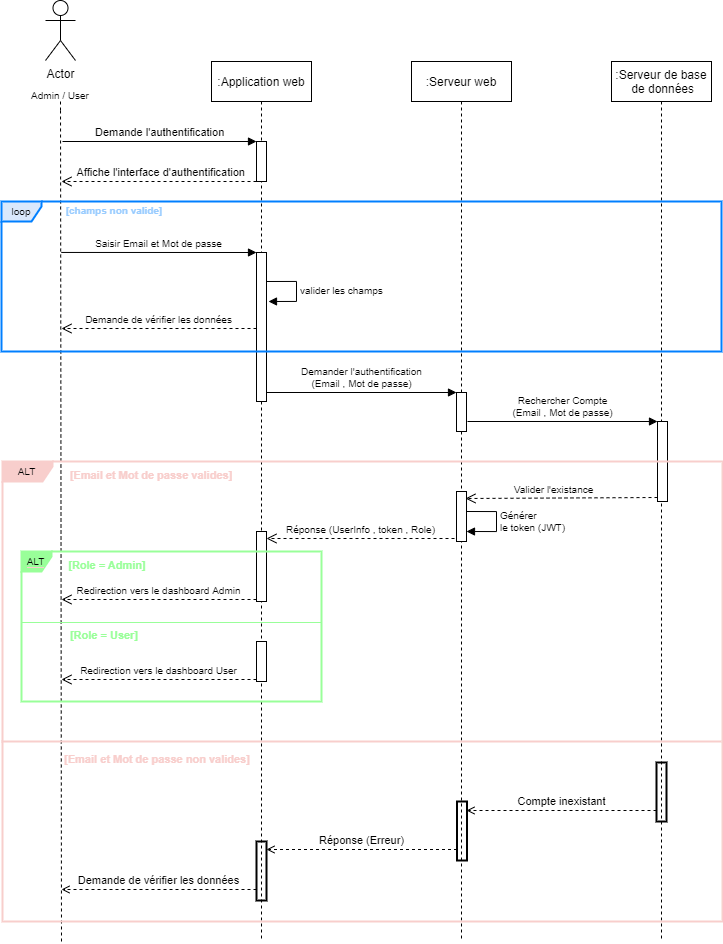 Actor
Admin / User
:Application web
:Serveur web
:Serveur de base
de données
Demande l'authentification
Affiche l'interface d'authentification
loop
[champs non valide]
Saisir Email et Mot de passe
valider les champs
Demande de vérifier les données
Demander l'authentification
(Email , Mot de passe)
Rechercher Compte
(Email , Mot de passe)
ALT
[Email et Mot de passe valides]
Valider l'existance
Générer
le token (JWT)
Réponse (UserInfo , token , Role)
ALT
[Role = Admin]
Redirection vers le dashboard Admin
[Role = User]
Redirection vers le dashboard User
[Email et Mot de passe non valides]
Compte inexistant
Réponse (Erreur)
Demande de vérifier les données